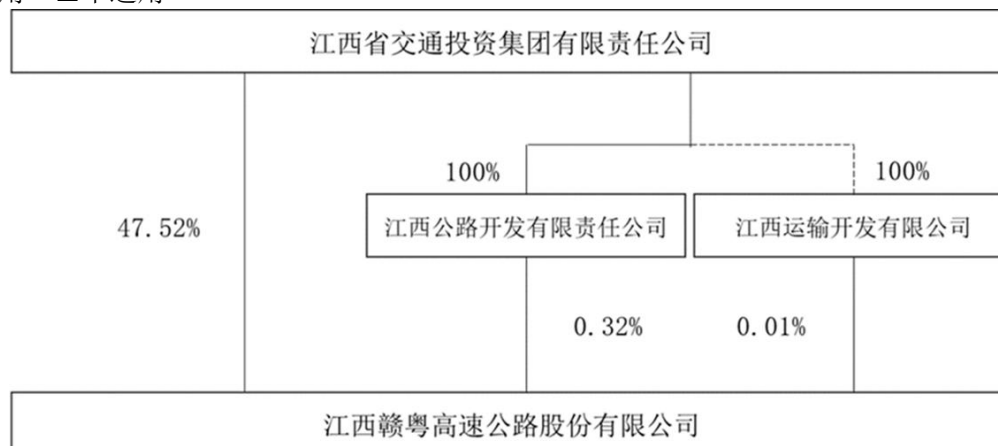 江西省交通投资集团有限责任公司
100%
100%
47.52%
江西公路开发有限责任公司
江西运输开发有限公司
0.32%
0.01%
江西赣粤高速公路股份有限公司